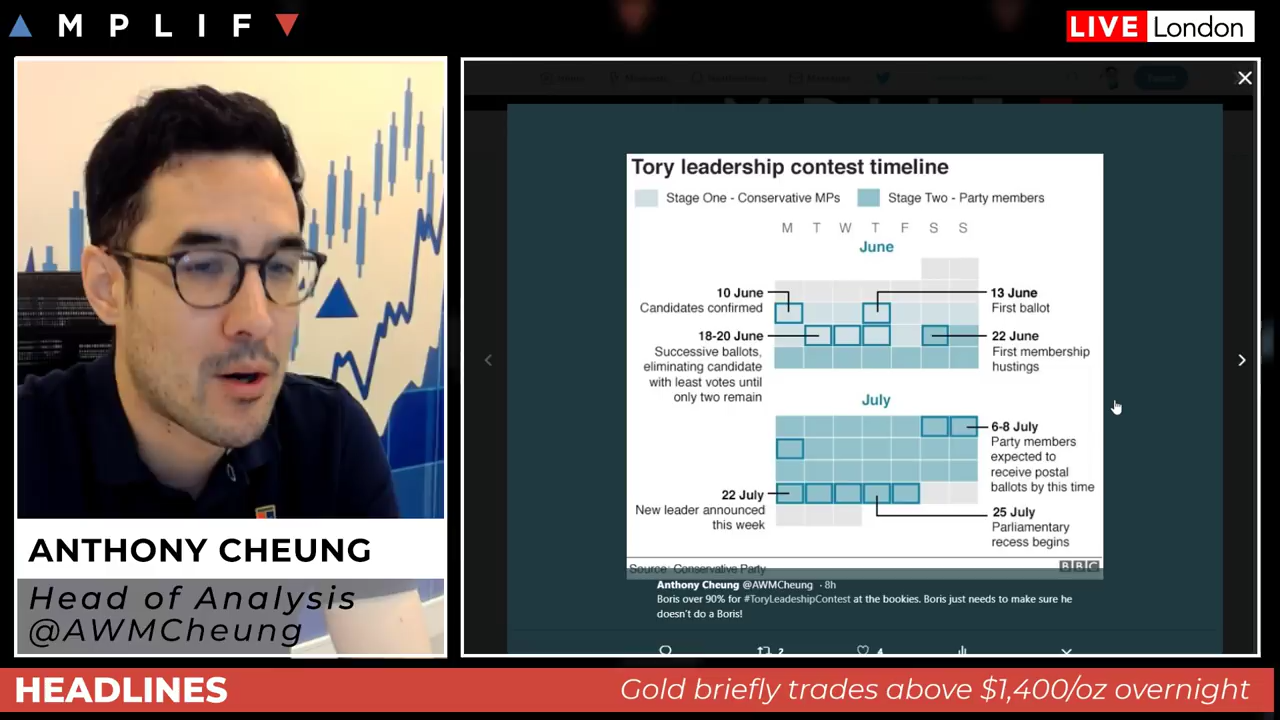 ▲ M P L I F ▼
LIVE London
Tory leadership contest timeline
Stage One - Conservative MPs
Stage Two - Party members
M T W T F S S
June
10 June
Candidates confirmed
13 June
First ballot
18-20 June
Successive ballots,
eliminating candidate
with least votes until
only two remain
22 June
First membership
hustings
July
6-8 July
Party members
expected to
receive postal
ballots by this time
22 July
New leader announced
this week
25 July
Parliamentary
recess begins
Source: Conservative Party
BBC
Anthony Cheung @AWMCheung · 8h
Boris over 90% for #ToryLeadeshipContest at the bookies. Boris just needs to make sure he
doesn't do a Boris!
2 4
ANTHONY CHEUNG
Head of Analysis
@AWMCheung
HEADLINES
Gold briefly trades above $1,400/oz overnight